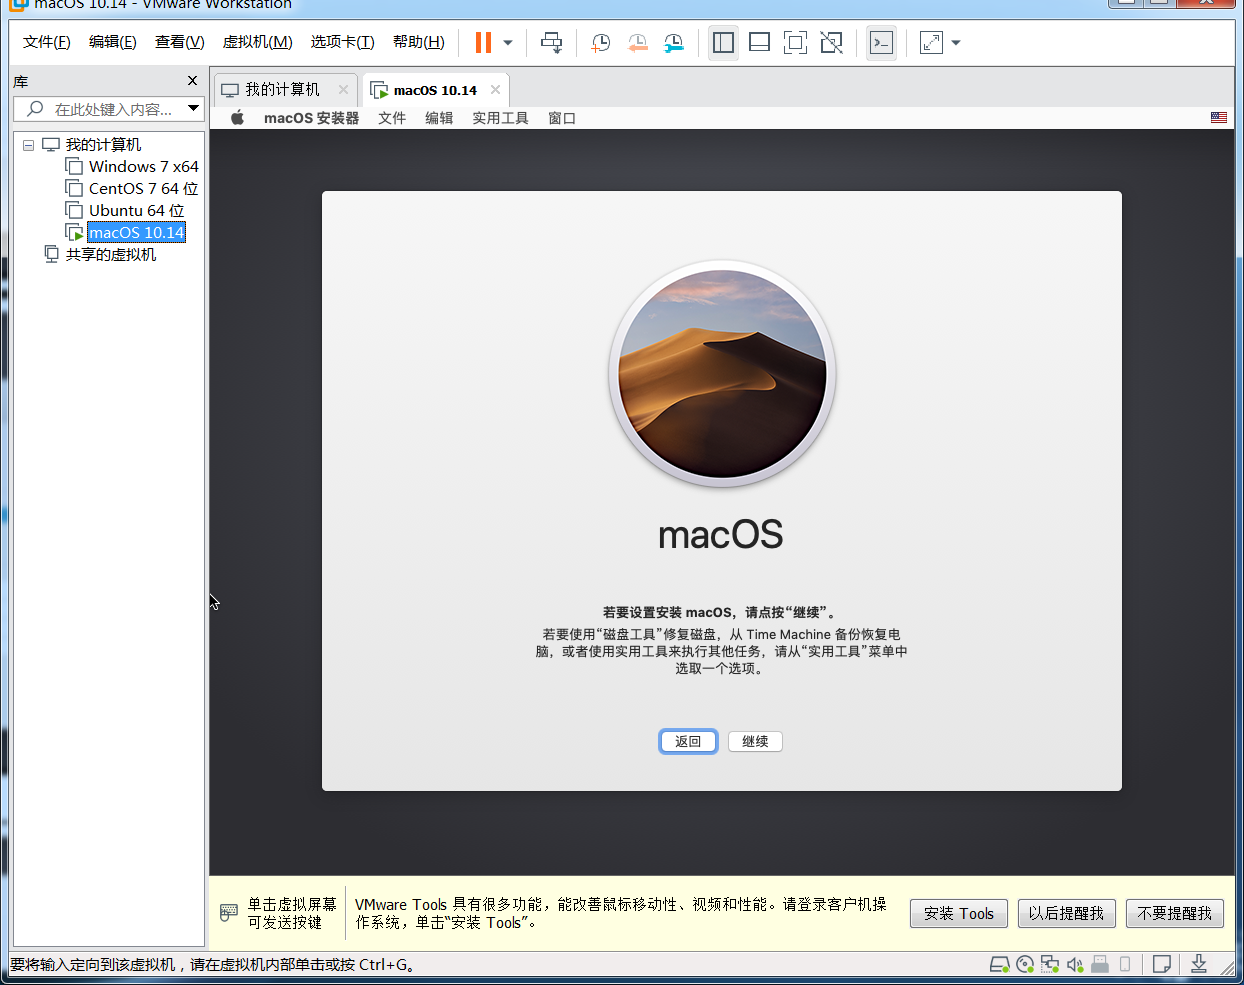 macOS 10.14 - VMware Workstation
文件(F) 编辑(E) 查看(V) 虚拟机(M) 选项卡(T) 帮助(H)
库
在此处键入内容...
我的计算机
Windows 7 x64
CentOS 7 64 位
Ubuntu 64 位
macOS 10.14
共享的虚拟机
我的计算机 macOS 10.14
macOS 安装器 文件 编辑 实用工具 窗口
macOS
若要设置安装 macOS，请点按“继续”。
若要使用“磁盘工具”修复磁盘，从 Time Machine 备份恢复电
脑，或者使用实用工具来执行其他任务，请从“实用工具”菜单中
选取一个选项。
返回 继续
单击虚拟屏幕
可发送按键
VMware Tools 具有很多功能，能改善鼠标移动性、视频和性能。请登录客户机操
作系统，单击“安装 Tools”。
安装 Tools 以后提醒我 不要提醒我
要将输入定向到该虚拟机，请在虚拟机内部单击或按 Ctrl+G。